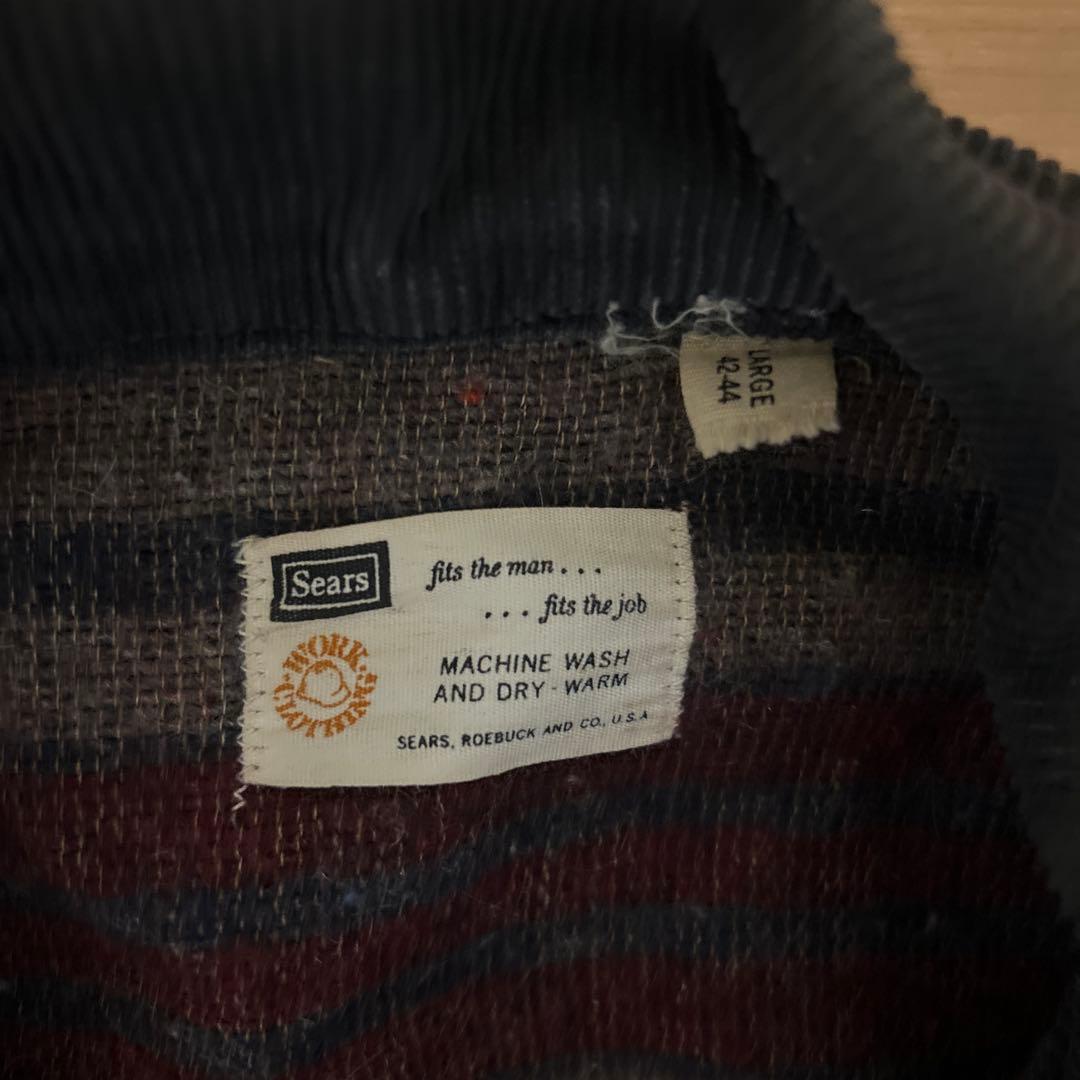 LARGE
42-44
Sears
fits the man . . .
. . . fits the job
WORK
CLOTHING
MACHINE WASH
AND DRY - WARM
SEARS, ROEBUCK AND CO., U.S.A